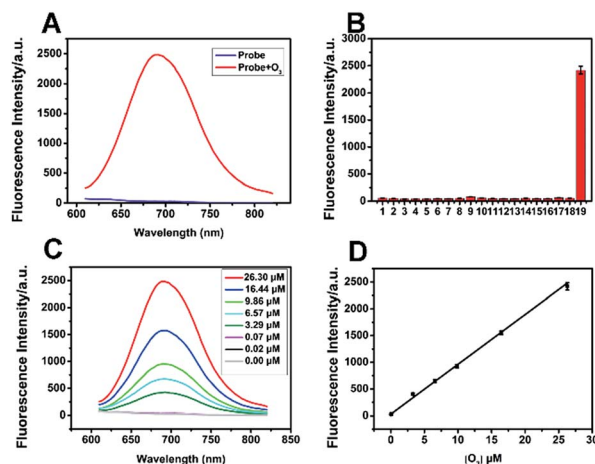 A
Fluorescence Intensity/a.u.
3000
2500
2000
1500
1000
500
0
Probe
Probe+O3
600 650 700 750 800
Wavelength (nm)
B
Fluorescence Intensity/a.u.
3000
2500
2000
1500
1000
500
0
1 2 3 4 5 6 7 8 9 10 11 12 13 14 15 16 17 18 19
C
Fluorescence Intensity/a.u.
2500
2000
1500
1000
500
0
26.30 μM
16.44 μM
9.86 μM
6.57 μM
3.29 μM
0.07 μM
0.02 μM
0.00 μM
600 650 700 750 800 850
Wavelength (nm)
D
Fluorescence Intensity/a.u.
2500
2000
1500
1000
500
0
0 5 10 15 20 25 30
[O3] μM